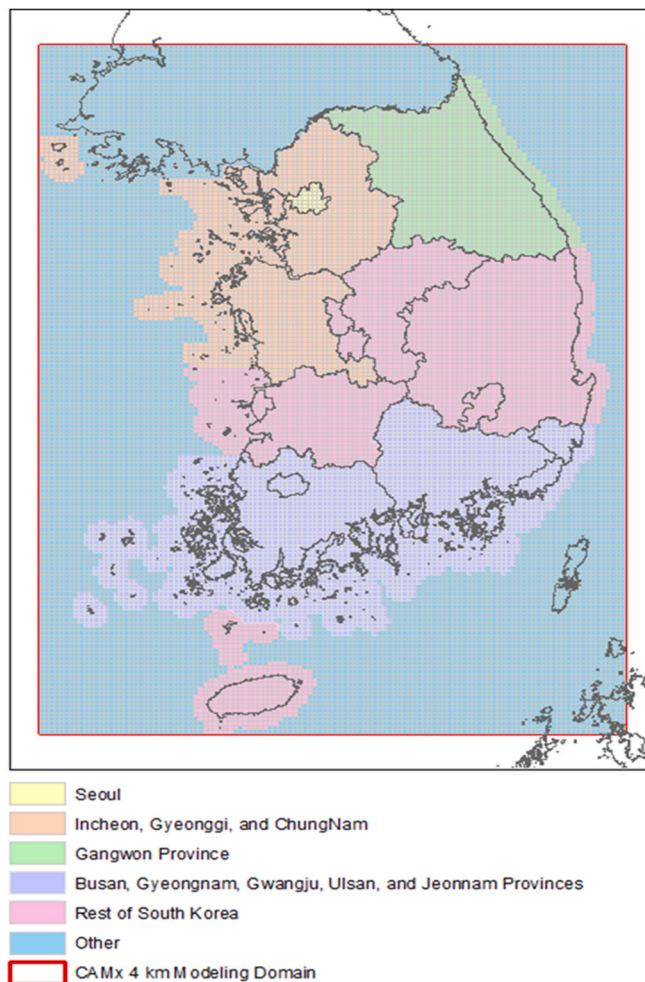 Seoul
Incheon, Gyeonggi, and ChungNam
Gangwon Province
Busan, Gyeongnam, Gwangju, Ulsan, and Jeonnam Provinces
Rest of South Korea
Other
CAMx 4 km Modeling Domain